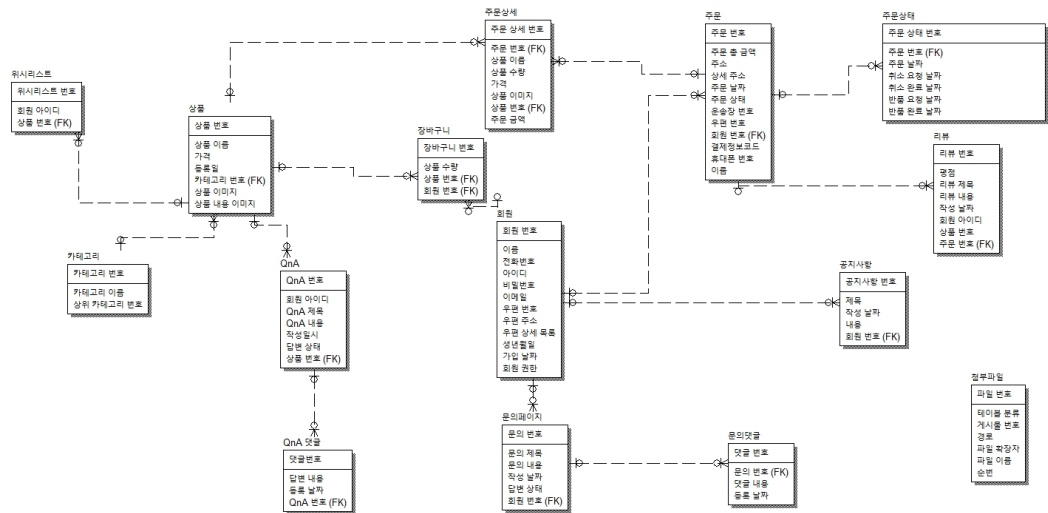 위시리스트
위시리스트 번호
회원 아이디
상품 번호 (FK)
상품
상품 번호
상품 이름
가격
등록일
카테고리 번호 (FK)
상품 이미지
상품 내용 이미지
카테고리
카테고리 번호
카테고리 이름
상위 카테고리 번호
QnA
QnA 번호
회원 아이디
QnA 제목
QnA 내용
작성일시
답변 상태
상품 번호 (FK)
QnA 댓글
댓글번호
답변 내용
등록 날짜
QnA 번호 (FK)
주문상세
주문 상세 번호
주문 번호 (FK)
상품 이름
상품 수량
가격
상품 이미지
상품 번호 (FK)
주문 금액
장바구니
장바구니 번호
상품 수량
상품 번호 (FK)
회원 번호 (FK)
회원
회원 번호
이름
전화번호
아이디
비밀번호
이메일
우편 번호
우편 주소
우편 상세 목록
생년월일
가입 날짜
회원 권한
문의페이지
문의 번호
문의 제목
문의 내용
작성 날짜
답변 상태
회원 번호 (FK)
문의댓글
댓글 번호
문의 번호 (FK)
댓글 내용
등록 날짜
주문
주문 번호
주문 총 금액
주소
상세 주소
주문 날짜
주문 상태
운송장 번호
우편 번호
회원 번호 (FK)
결제정보코드
휴대폰 번호
이름
주문상태
주문 상태 번호
주문 번호 (FK)
주문 날짜
취소 요청 날짜
취소 완료 날짜
반품 요청 날짜
반품 완료 날짜
리뷰
리뷰 번호
평점
리뷰 제목
리뷰 내용
작성 날짜
회원 아이디
상품 번호
주문 번호 (FK)
공지사항
공지사항 번호
제목
작성 날짜
내용
회원 번호 (FK)
첨부파일
파일 번호
테이블 분류
게시물 번호
경로
파일 확장자
파일 이름
순번